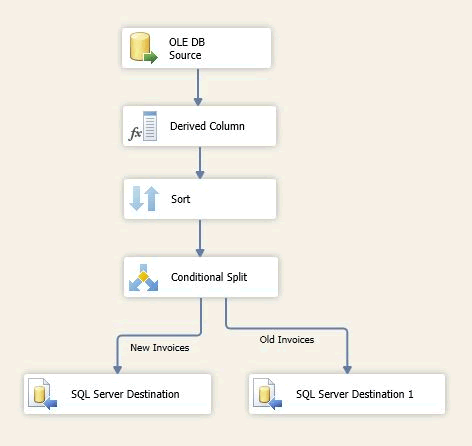 OLE DB
Source
Derived Column
Sort
Conditional Split
New Invoices
Old Invoices
SQL Server Destination
SQL Server Destination 1